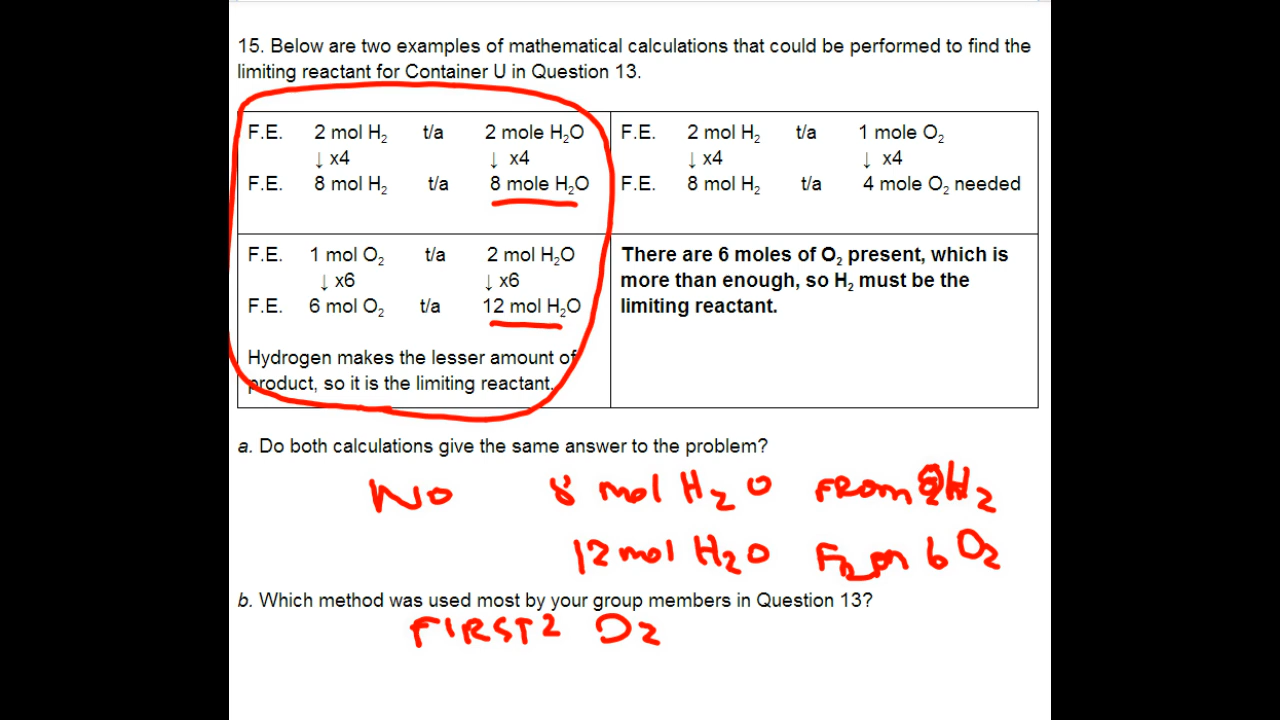 15. Below are two examples of mathematical calculations that could be performed to find the
limiting reactant for Container U in Question 13.
F.E. 2 mol H₂ t/a 2 mole H₂O
↓ x4 ↓ x4
F.E. 8 mol H₂ t/a 8 mole H₂O
F.E. 2 mol H₂ t/a 1 mole O₂
↓ x4 ↓ x4
F.E. 8 mol H₂ t/a 4 mole O₂ needed
F.E. 1 mol O₂ t/a 2 mol H₂O
↓ x6 ↓ x6
F.E. 6 mol O₂ t/a 12 mol H₂O
Hydrogen makes the lesser amount of
product, so it is the limiting reactant.
There are 6 moles of O₂ present, which is
more than enough, so H₂ must be the
limiting reactant.
a. Do both calculations give the same answer to the problem?
No 8 mol H₂O FROM H₂
12 mol H₂O From 6 O₂
b. Which method was used most by your group members in Question 13?
FIRST 2 O₂